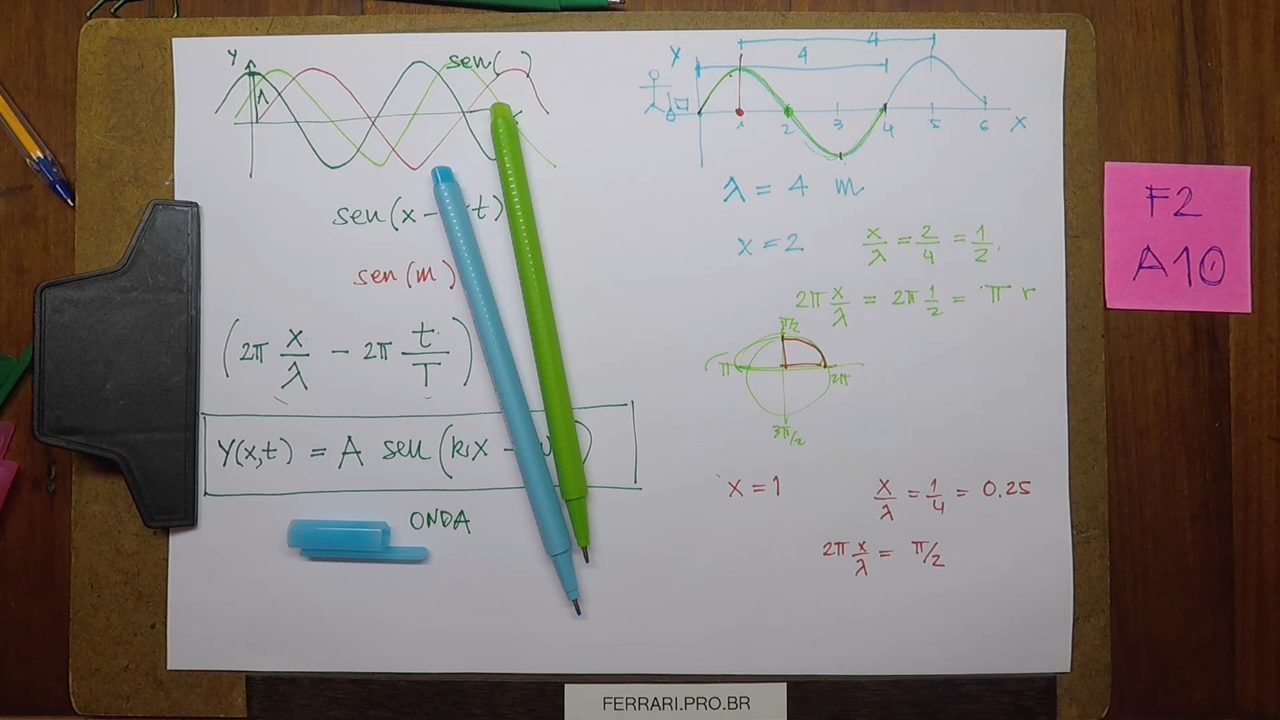 Y
A
sen( )
sen(x - t)
sen(m)
(2π x/λ - 2π t/T)
Y(x,t) = A sen(kx - )
ONDA
4
4
Y
1 2 3 4 5 6 X
λ = 4 m
x = 2 x/λ = 2/4 = 1/2
2π x/λ = 2π 1/2 = π r
π/2
π 2π
3π/2
x = 1 x/λ = 1/4 = 0.25
2π x/λ = π/2
F2
A10
FERRARI.PRO.BR